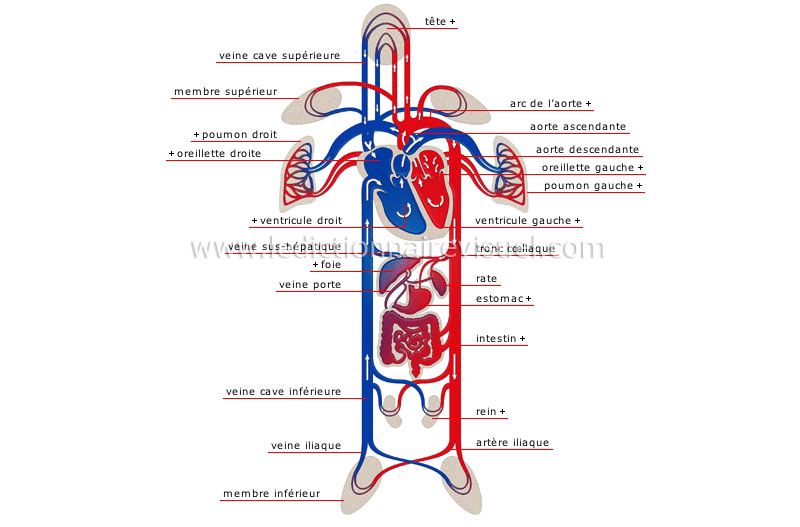 tête +
veine cave supérieure
membre supérieur
arc de l'aorte +
aorte ascendante
+ poumon droit
aorte descendante
+ oreillette droite
oreillette gauche +
poumon gauche +
+ ventricule droit
ventricule gauche +
veine sus-hépatique
tronc cœliaque
www.ledictionnairevisuel.com
+ foie
rate
veine porte
estomac +
intestin +
veine cave inférieure
rein +
veine iliaque
artère iliaque
membre inférieur